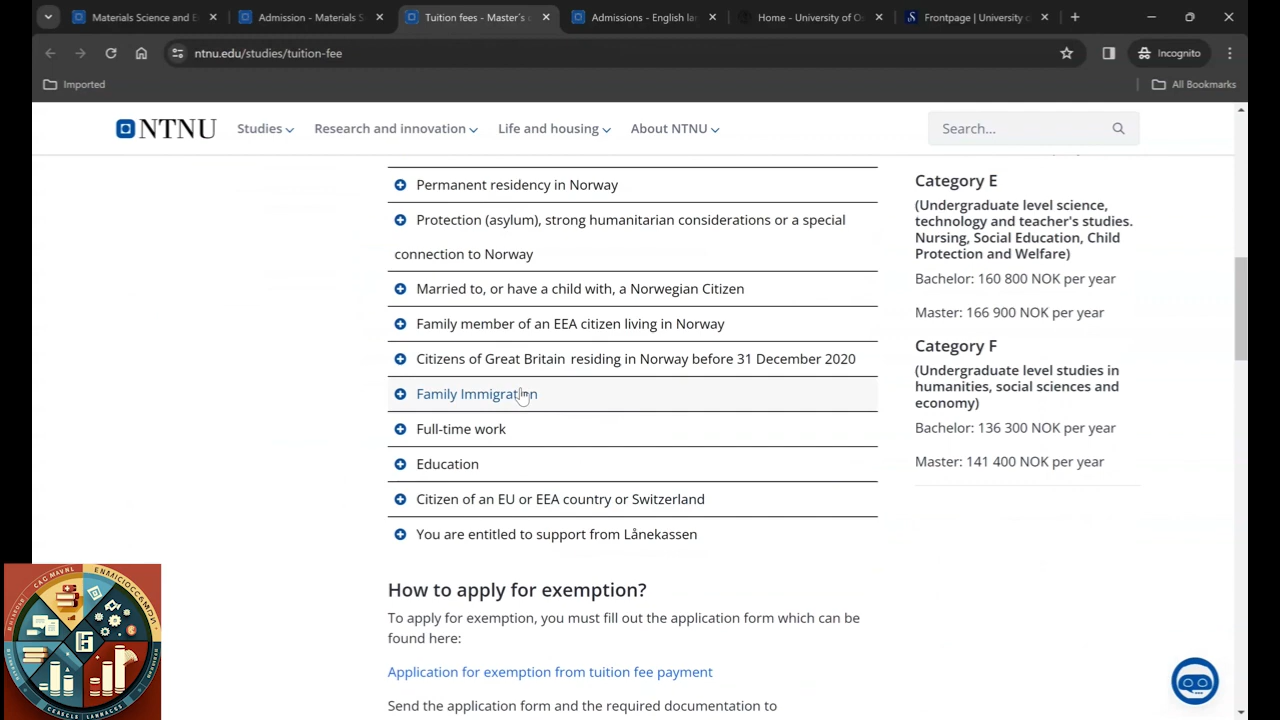 Materials Science and E
Admission - Materials S
Tuition fees - Master's
Admissions - English la
Home - University of O
Frontpage | University
ntnu.edu/studies/tuition-fee
Incognito
Imported
All Bookmarks
NTNU
Studies
Research and innovation
Life and housing
About NTNU
Search...
Permanent residency in Norway
Protection (asylum), strong humanitarian considerations or a special
connection to Norway
Married to, or have a child with, a Norwegian Citizen
Family member of an EEA citizen living in Norway
Citizens of Great Britain residing in Norway before 31 December 2020
Family Immigration
Full-time work
Education
Citizen of an EU or EEA country or Switzerland
You are entitled to support from Lånekassen
How to apply for exemption?
To apply for exemption, you must fill out the application form which can be
found here:
Application for exemption from tuition fee payment
Send the application form and the required documentation to
Category E
(Undergraduate level science,
technology and teacher's studies.
Nursing, Social Education, Child
Protection and Welfare)
Bachelor: 160 800 NOK per year
Master: 166 900 NOK per year
Category F
(Undergraduate level studies in
humanities, social sciences and
economy)
Bachelor: 136 300 NOK per year
Master: 141 400 NOK per year